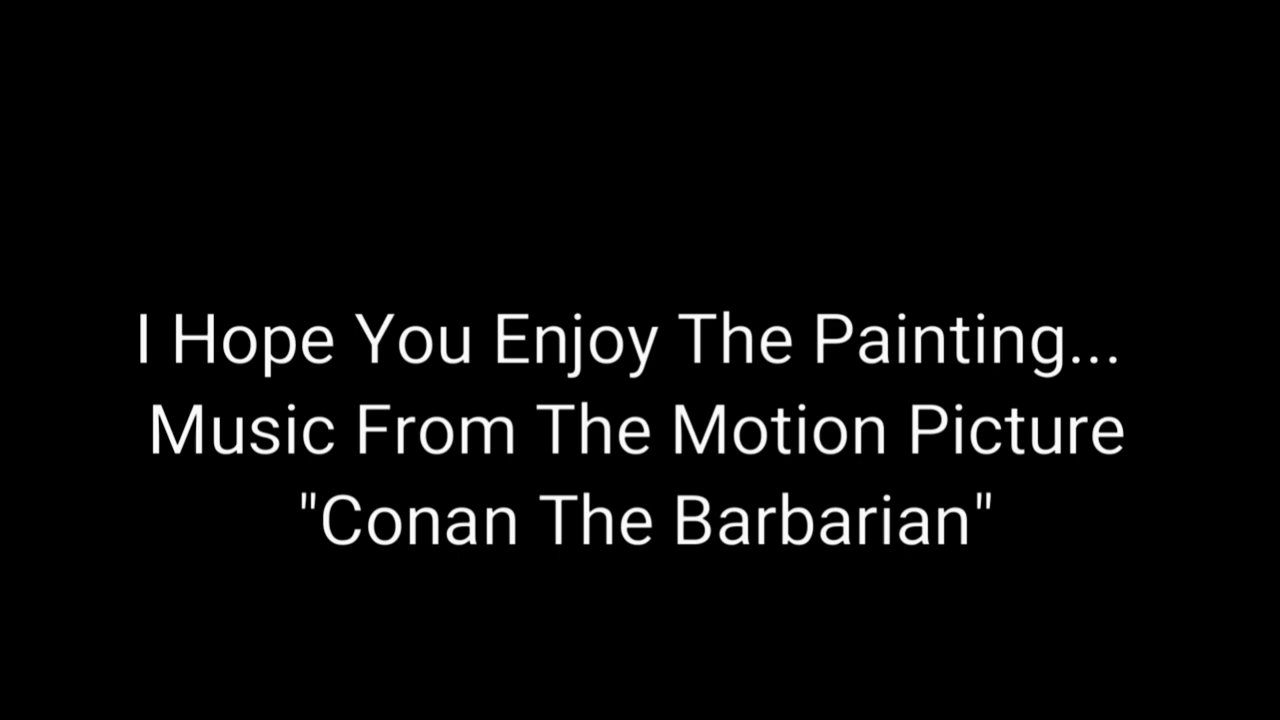 I Hope You Enjoy The Painting...
Music From The Motion Picture
"Conan The Barbarian"